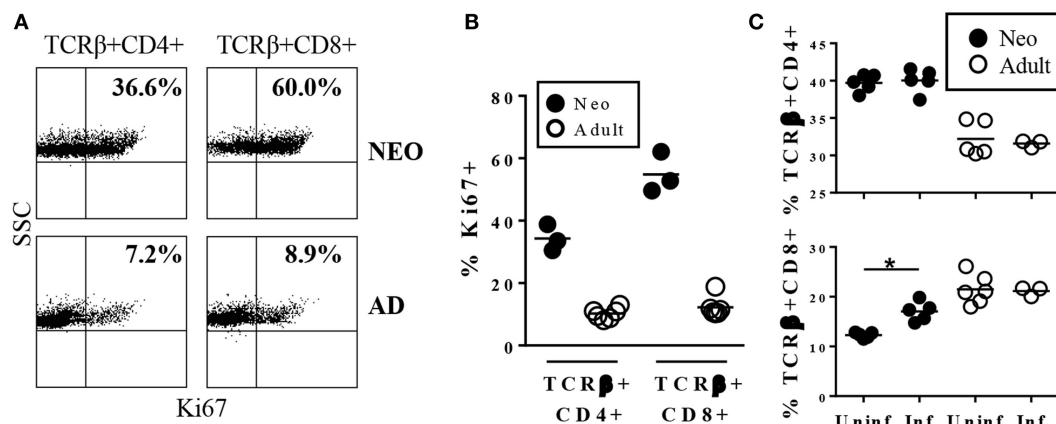 A
TCRβ+CD4+ TCRβ+CD8+
36.6% 60.0%
NEO
SSC
7.2% 8.9%
AD
Ki67
B
% Ki67+
80
60
40
20
0
Neo
Adult
TCRβ+ TCRβ+
CD4+ CD8+
C
Neo
Adult
% TCRβ+CD4+
45
40
35
30
25
% TCRβ+CD8+
30
20
10
0
*
Uninf Inf Uninf Inf